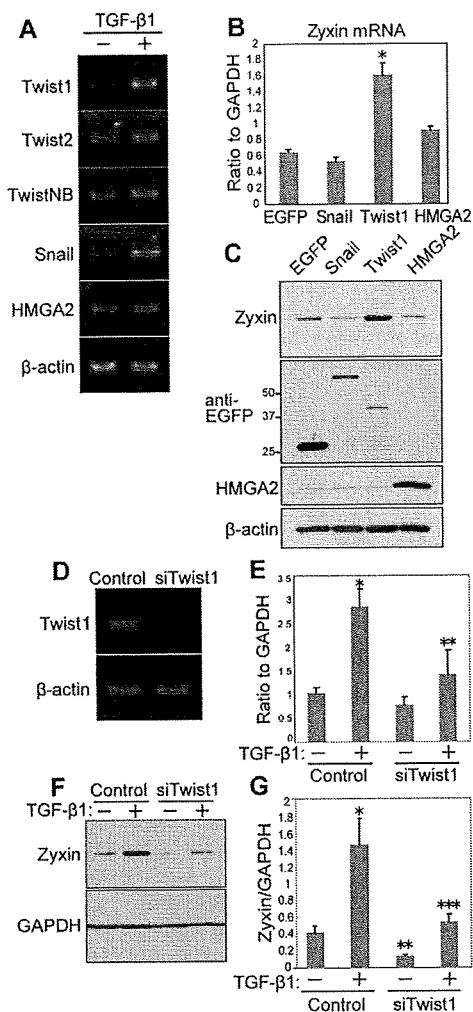 A
TGF-β1
− +
Twist1
Twist2
TwistNB
Snail
HMGA2
β-actin
B
Zyxin mRNA
Ratio to GAPDH
1.8
1.6
1.4
1.2
1
0.8
0.6
0.4
0.2
0
*
EGFP Snail Twist1 HMGA2
C
EGFP Snail Twist1 HMGA2
Zyxin
anti-EGFP
50
37
25
HMGA2
β-actin
D
Control siTwist1
Twist1
β-actin
E
Ratio to GAPDH
3.5
3
2.5
2
1.5
1
0.5
0
*
**
TGF-β1: − + − +
Control siTwist1
F
Control siTwist1
TGF-β1: − + − +
Zyxin
GAPDH
G
Zyxin/GAPDH
2
1.8
1.6
1.4
1.2
1
0.8
0.6
0.4
0.2
0
*
**
***
TGF-β1: − + − +
Control siTwist1